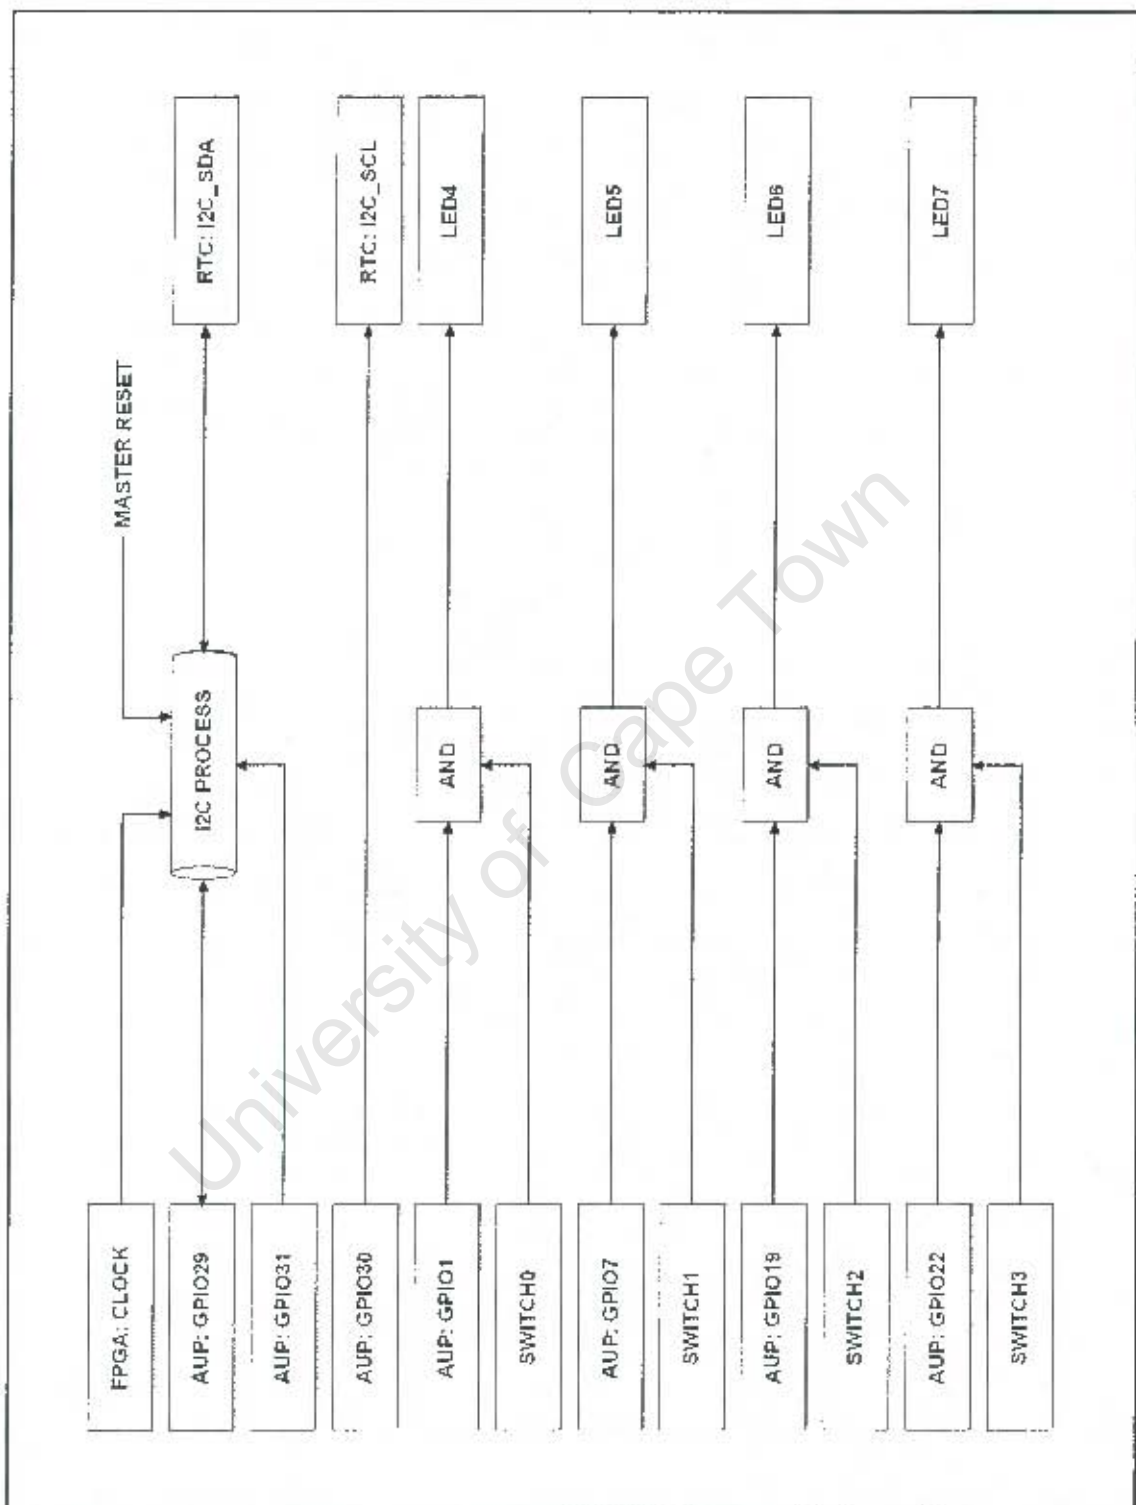 FPGA: CLOCK
AUP: GPIO29
AUP: GPIO31
AUP: GPIO30
AUP: GPIO1
SWITCH0
AUP: GPIO7
SWITCH1
AUP: GPIO19
SWITCH2
AUP: GPIO22
SWITCH3
MASTER RESET
I2C PROCESS
AND
AND
AND
AND
RTC: I2C_SDA
RTC: I2C_SCL
LED4
LED5
LED6
LED7
University of Cape Town